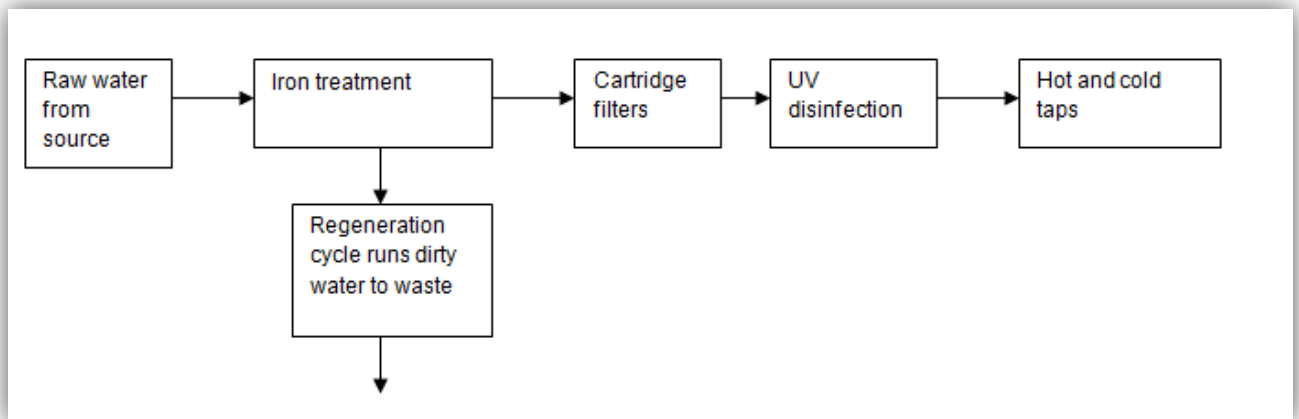 Raw water
from
source
Iron treatment
Cartridge
filters
UV
disinfection
Hot and cold
taps
Regeneration
cycle runs dirty
water to waste